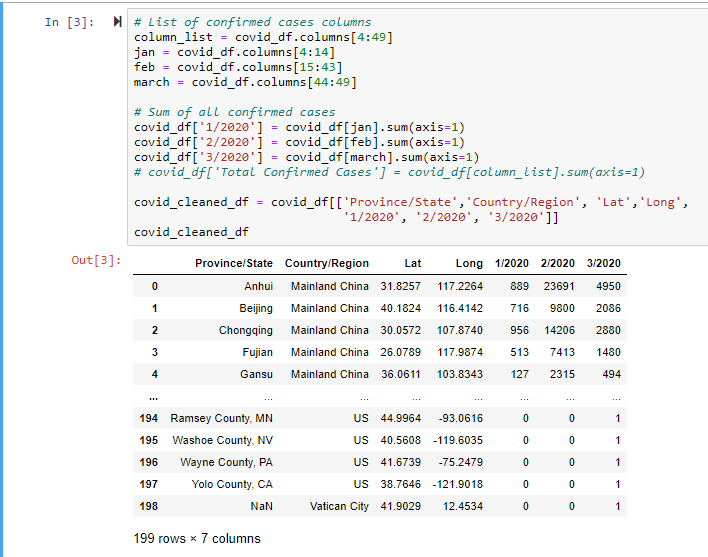 In [3]:
# List of confirmed cases columns
column_list = covid_df.columns[4:49]
jan = covid_df.columns[4:14]
feb = covid_df.columns[15:43]
march = covid_df.columns[44:49]

# Sum of all confirmed cases
covid_df['1/2020'] = covid_df[jan].sum(axis=1)
covid_df['2/2020'] = covid_df[feb].sum(axis=1)
covid_df['3/2020'] = covid_df[march].sum(axis=1)
# covid_df['Total Confirmed Cases'] = covid_df[column_list].sum(axis=1)

covid_cleaned_df = covid_df[['Province/State','Country/Region', 'Lat','Long',
'1/2020', '2/2020', '3/2020']]
covid_cleaned_df
Out[3]:
Province/State Country/Region Lat Long 1/2020 2/2020 3/2020
0 Anhui Mainland China 31.8257 117.2264 889 23691 4950
1 Beijing Mainland China 40.1824 116.4142 716 9800 2086
2 Chongqing Mainland China 30.0572 107.8740 956 14206 2880
3 Fujian Mainland China 26.0789 117.9874 513 7413 1480
4 Gansu Mainland China 36.0611 103.8343 127 2315 494
... ... ... ... ... ... ... ...
194 Ramsey County, MN US 44.9964 -93.0616 0 0 1
195 Washoe County, NV US 40.5608 -119.6035 0 0 1
196 Wayne County, PA US 41.6739 -75.2479 0 0 1
197 Yolo County, CA US 38.7646 -121.9018 0 0 1
198 NaN Vatican City 41.9029 12.4534 0 0 1
199 rows × 7 columns